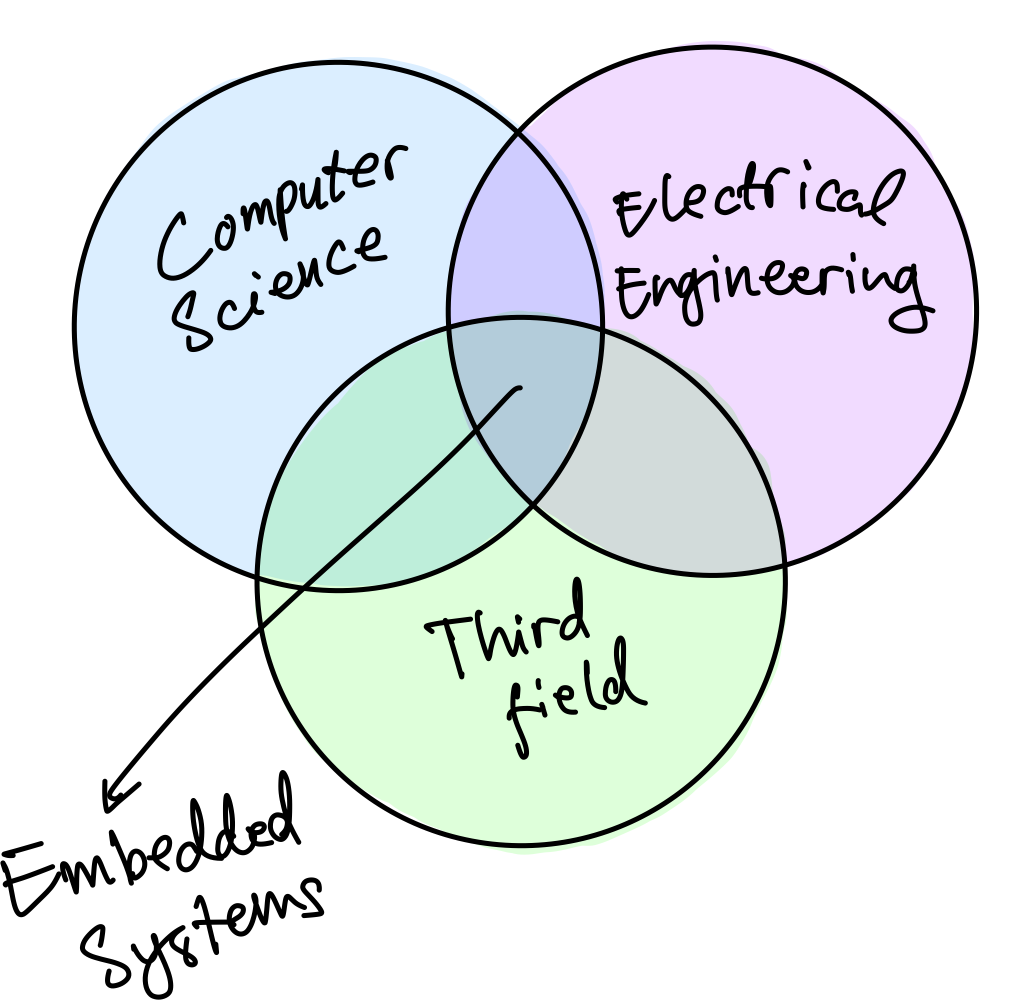 Computer
Science
Electrical
Engineering
Third
field
Embedded
Systems